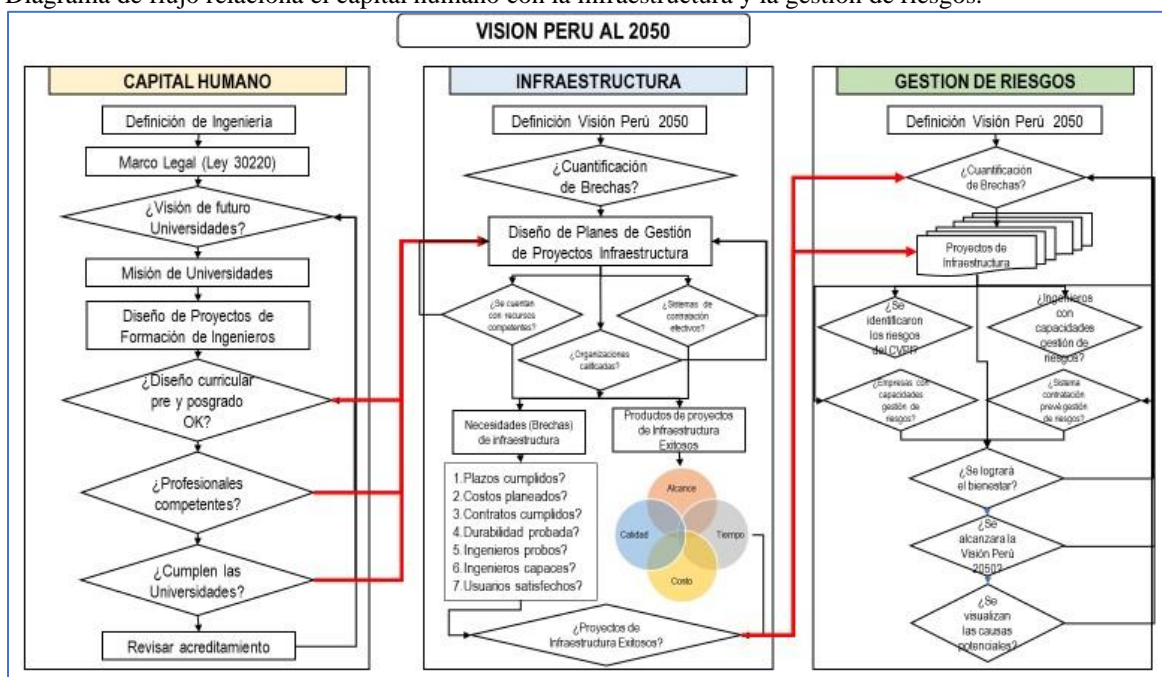 Diagrama de flujo relaciona el capital humano con la infraestructura y la gestión de riesgos.
VISION PERU AL 2050
CAPITAL HUMANO
Definición de Ingeniería
Marco Legal (Ley 30220)
¿Visión de futuro
Universidades?
Misión de Universidades
Diseño de Proyectos de
Formación de Ingenieros
¿Diseño curricular
pre y posgrado
OK?
¿Profesionales
competentes?
¿Cumplen las
Universidades?
Revisar acreditamiento
INFRAESTRUCTURA
Definición Visión Perú 2050
¿Cuantificación
de Brechas?
Diseño de Planes de Gestión
de Proyectos Infraestructura
¿Se cuentan
con recursos
competentes?
¿Sistemas de
contratación
efectivos?
¿Organizaciones
calificadas?
Necesidades (Brechas)
de infraestructura
Productos de proyectos
de Infraestructura
Exitosos
1.Plazos cumplidos?
2.Costos planeados?
3.Contratos cumplidos?
4.Durabilidad probada?
5.Ingenieros probos?
6.Ingenieros capaces?
7.Usuarios satisfechos?
Alcance
Calidad
Tiempo
Costo
¿Proyectos de
Infraestructura Exitosos?
GESTION DE RIESGOS
Definición Visión Perú 2050
¿Cuantificación
de Brechas?
Proyectos de
Infraestructura
¿Se
identificaron
los riesgos
del CVPI?
¿Ingenieros
con
capacidades
gestión de
riesgos?
¿Empresas con
capacidades
gestión de
riesgos?
¿Sistema
contratación
prevé gestión
de riesgos?
¿Se logrará
el bienestar?
¿Se
alcanzara la
Visión Perú
2050?
¿Se
visualizan
las causas
potenciales?